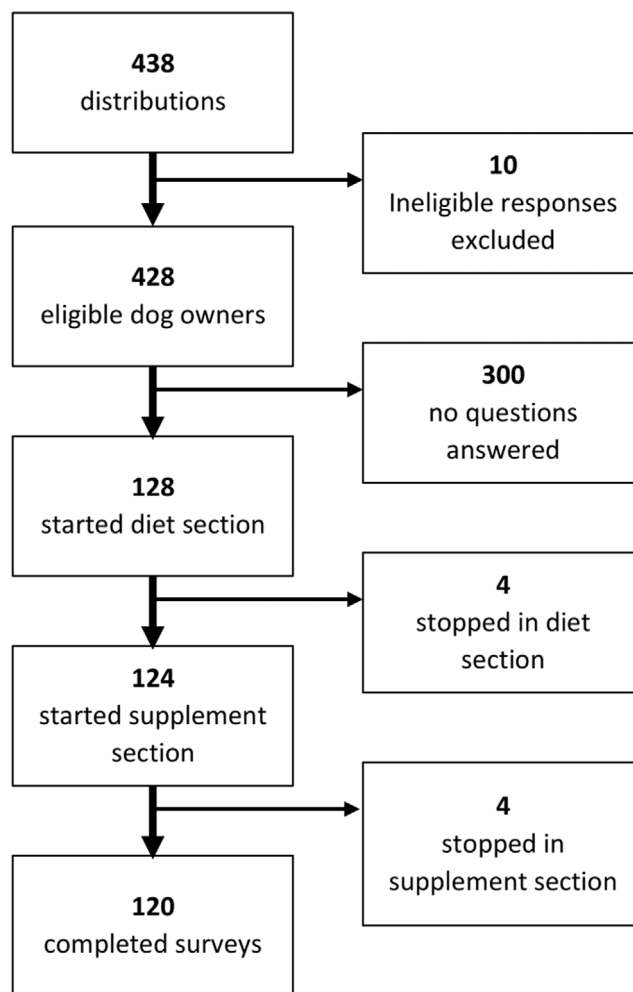 438
distributions
10
Ineligible responses
excluded
428
eligible dog owners
300
no questions
answered
128
started diet section
4
stopped in diet
section
124
started supplement
section
4
stopped in
supplement section
120
completed surveys